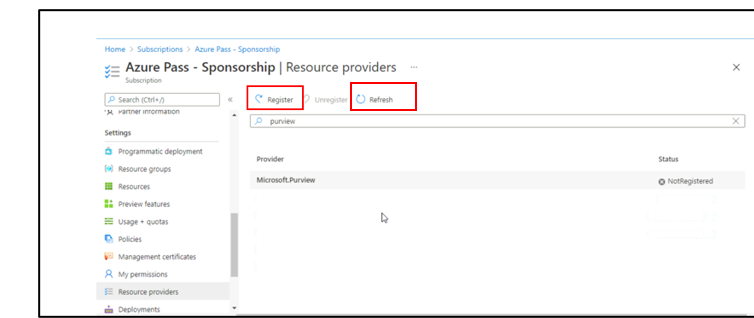 Home > Subscriptions > Azure Pass - Sponsorship
Azure Pass - Sponsorship | Resource providers ...
Subscription
Search (Ctrl+/)
«
Register
Unregister
Refresh
Partner information
purview
Settings
Programmatic deployment
Resource groups
Resources
Preview features
Usage + quotas
Policies
Management certificates
My permissions
Resource providers
Deployments
Provider Status
Microsoft.Purview NotRegistered